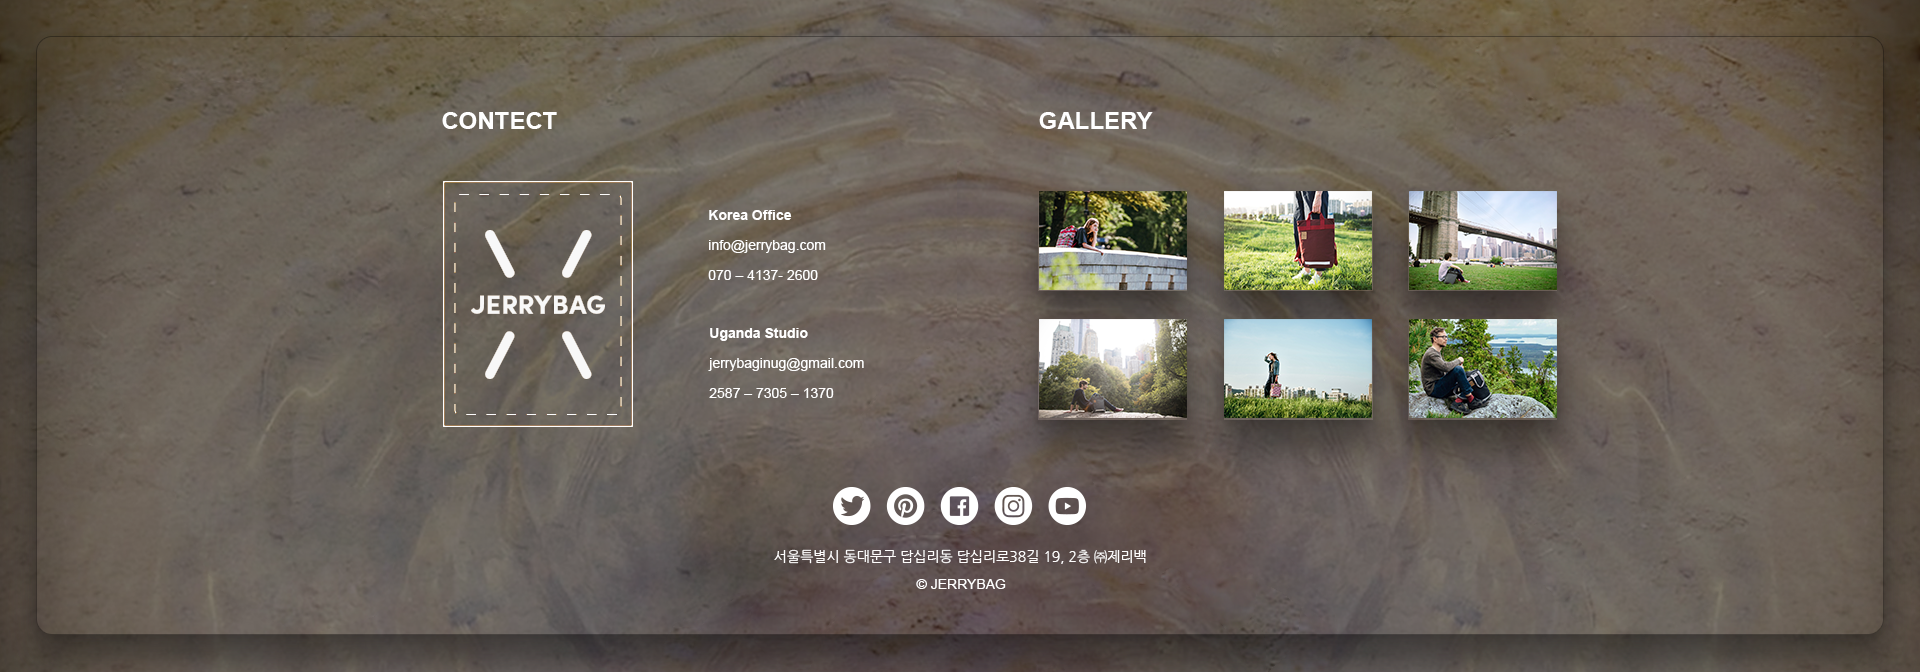 CONTECT
JERRYBAG
Korea Office
info@jerrybag.com
070 – 4137- 2600
Uganda Studio
jerrybaginug@gmail.com
2587 – 7305 – 1370
GALLERY
서울특별시 동대문구 답십리동 답십리로38길 19, 2층 ㈜제리백
© JERRYBAG